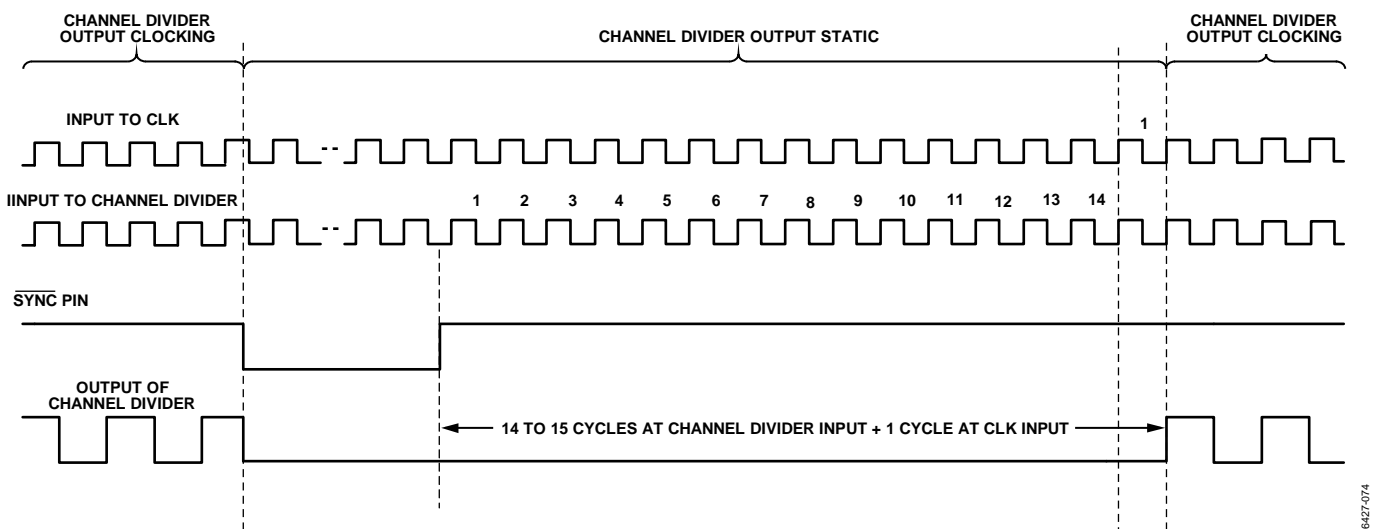 CHANNEL DIVIDER
OUTPUT CLOCKING
CHANNEL DIVIDER OUTPUT STATIC
CHANNEL DIVIDER
OUTPUT CLOCKING
INPUT TO CLK
1
IINPUT TO CHANNEL DIVIDER
1 2 3 4 5 6 7 8 9 10 11 12 13 14
SYNC PIN
OUTPUT OF
CHANNEL DIVIDER
14 TO 15 CYCLES AT CHANNEL DIVIDER INPUT + 1 CYCLE AT CLK INPUT
6427-074